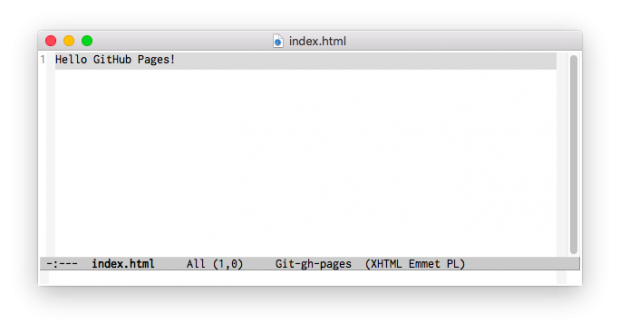 index.html
1 Hello GitHub Pages!
-:--- index.html All (1,0) Git-gh-pages (XHTML Emmet PL)